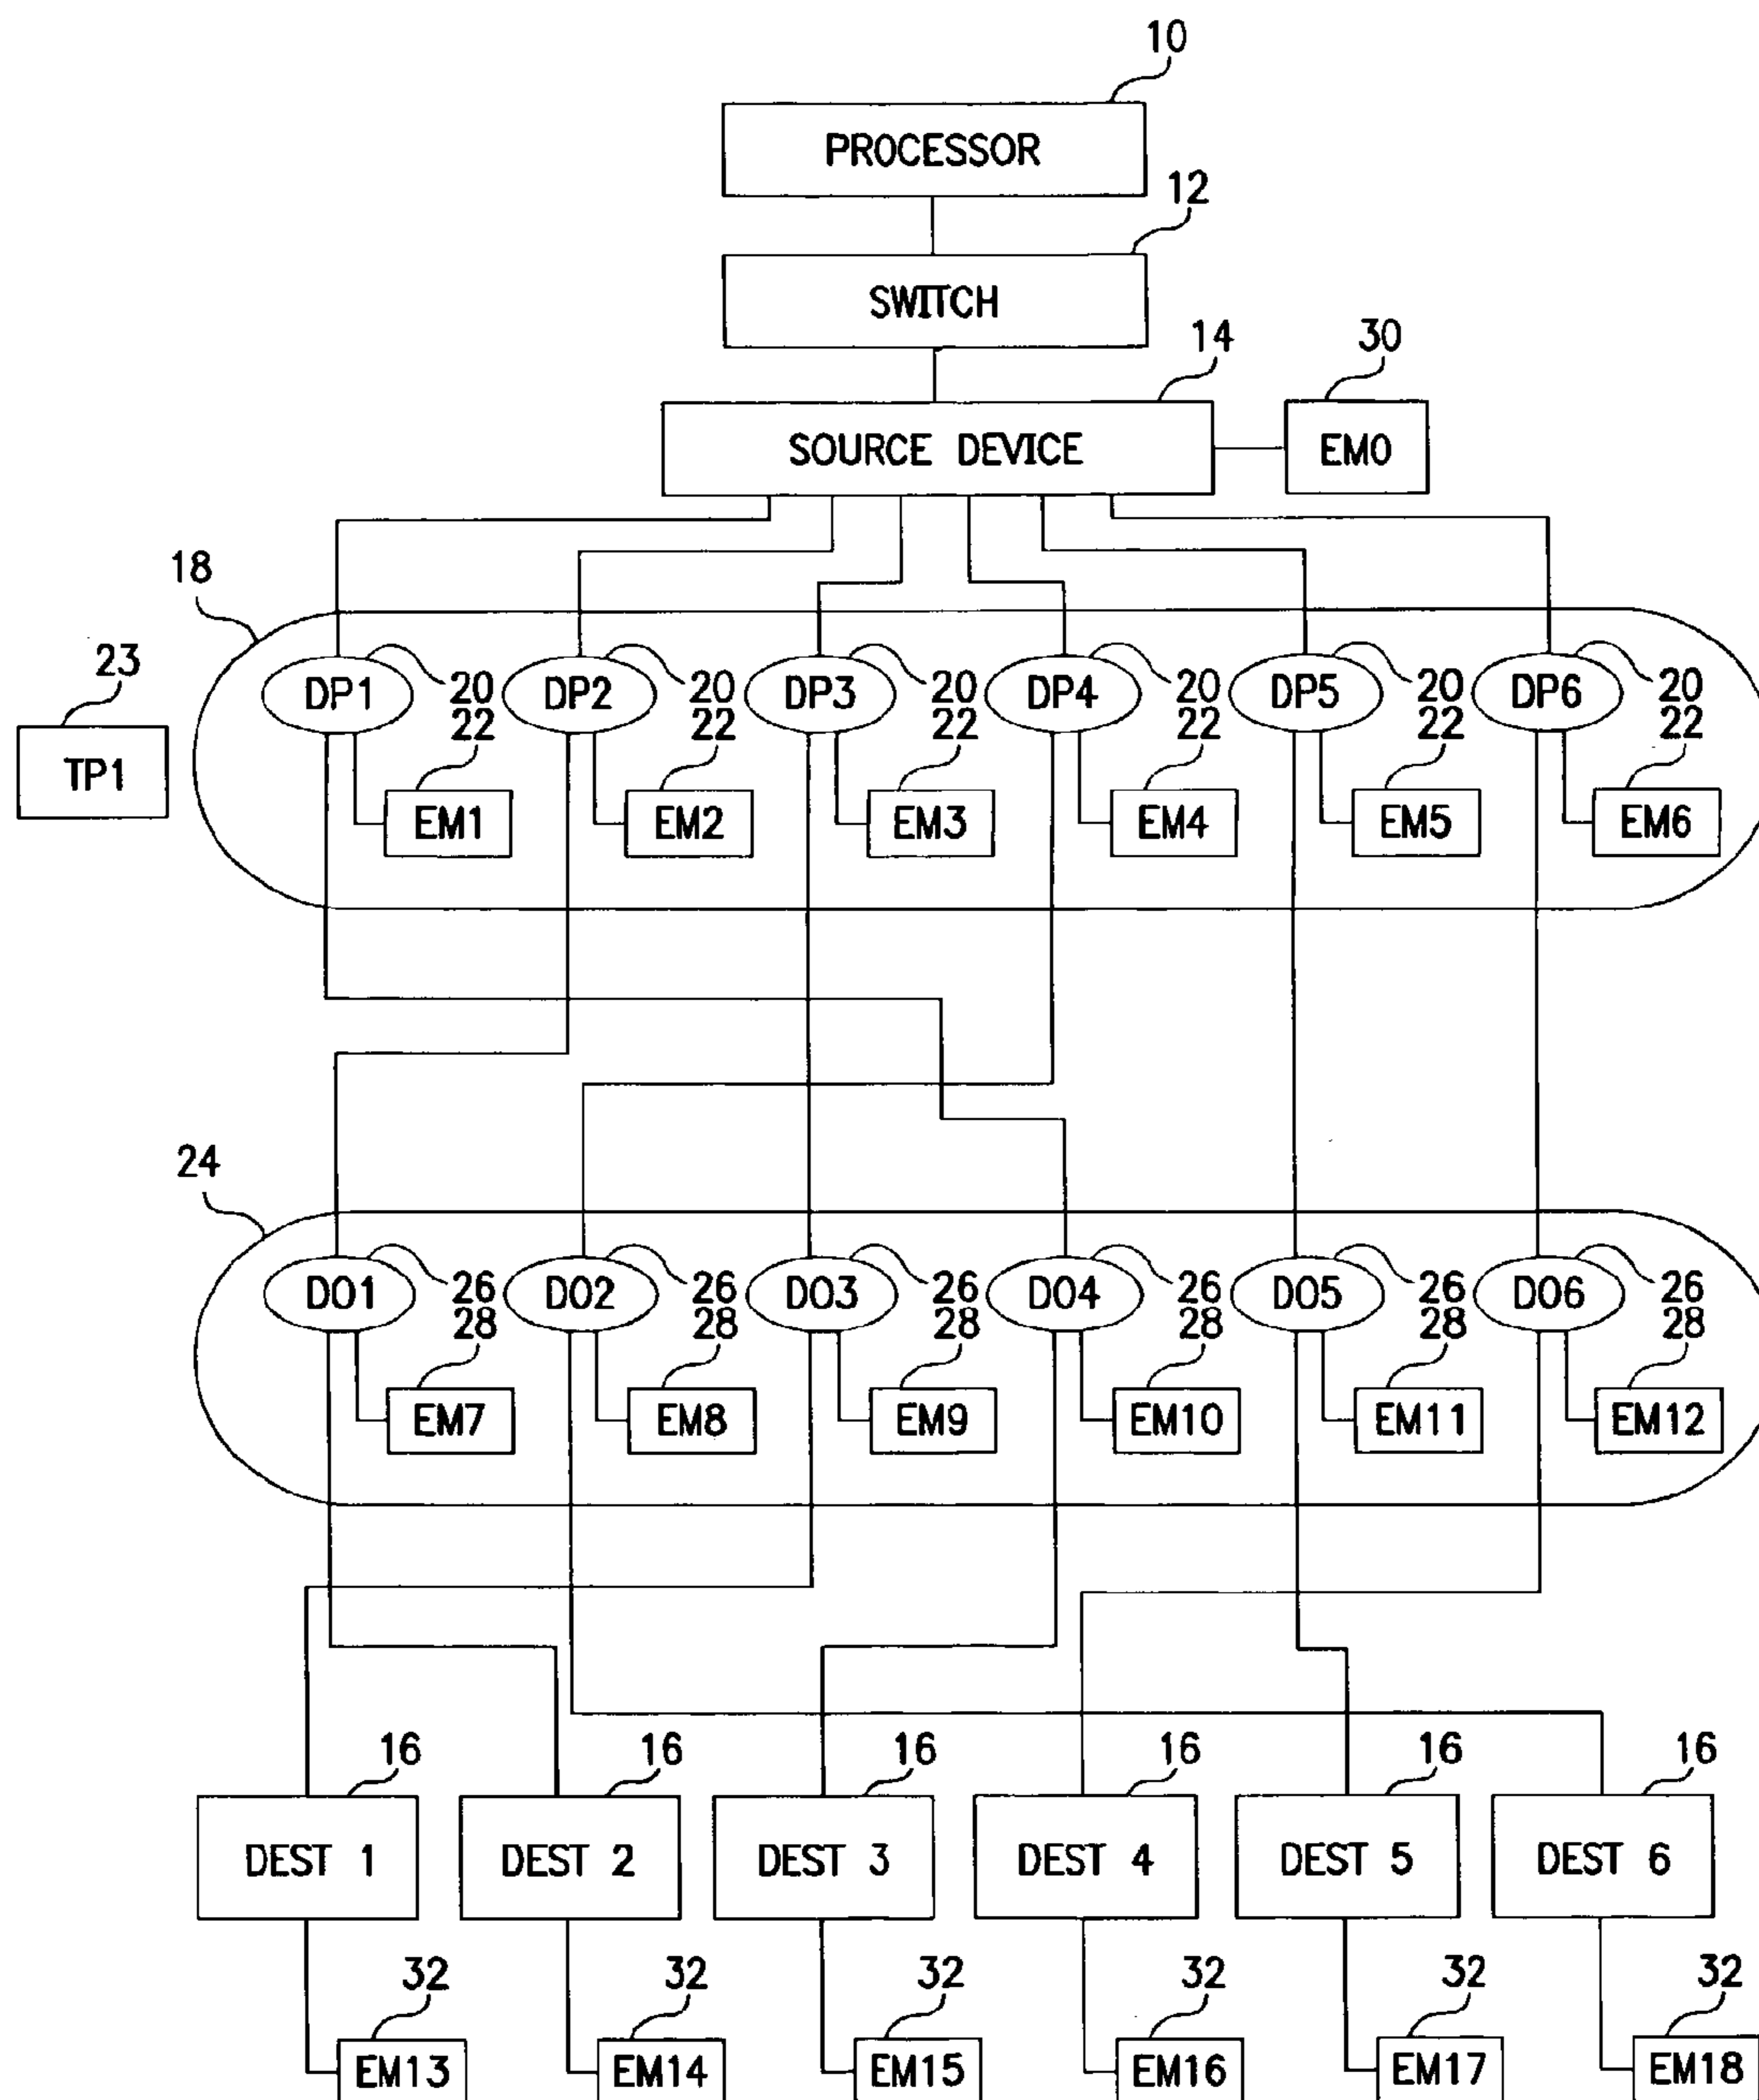 10
PROCESSOR
12
SWITCH
14
30
SOURCE DEVICE
EM0
18
23
TP1
DP1
20
22
EM1
DP2
20
22
EM2
DP3
20
22
EM3
DP4
20
22
EM4
DP5
20
22
EM5
DP6
20
22
EM6
24
DO1
26
28
EM7
DO2
26
28
EM8
DO3
26
28
EM9
DO4
26
28
EM10
DO5
26
28
EM11
DO6
26
28
EM12
16
16
16
16
16
16
DEST 1
DEST 2
DEST 3
DEST 4
DEST 5
DEST 6
32
32
32
32
32
32
EM13
EM14
EM15
EM16
EM17
EM18